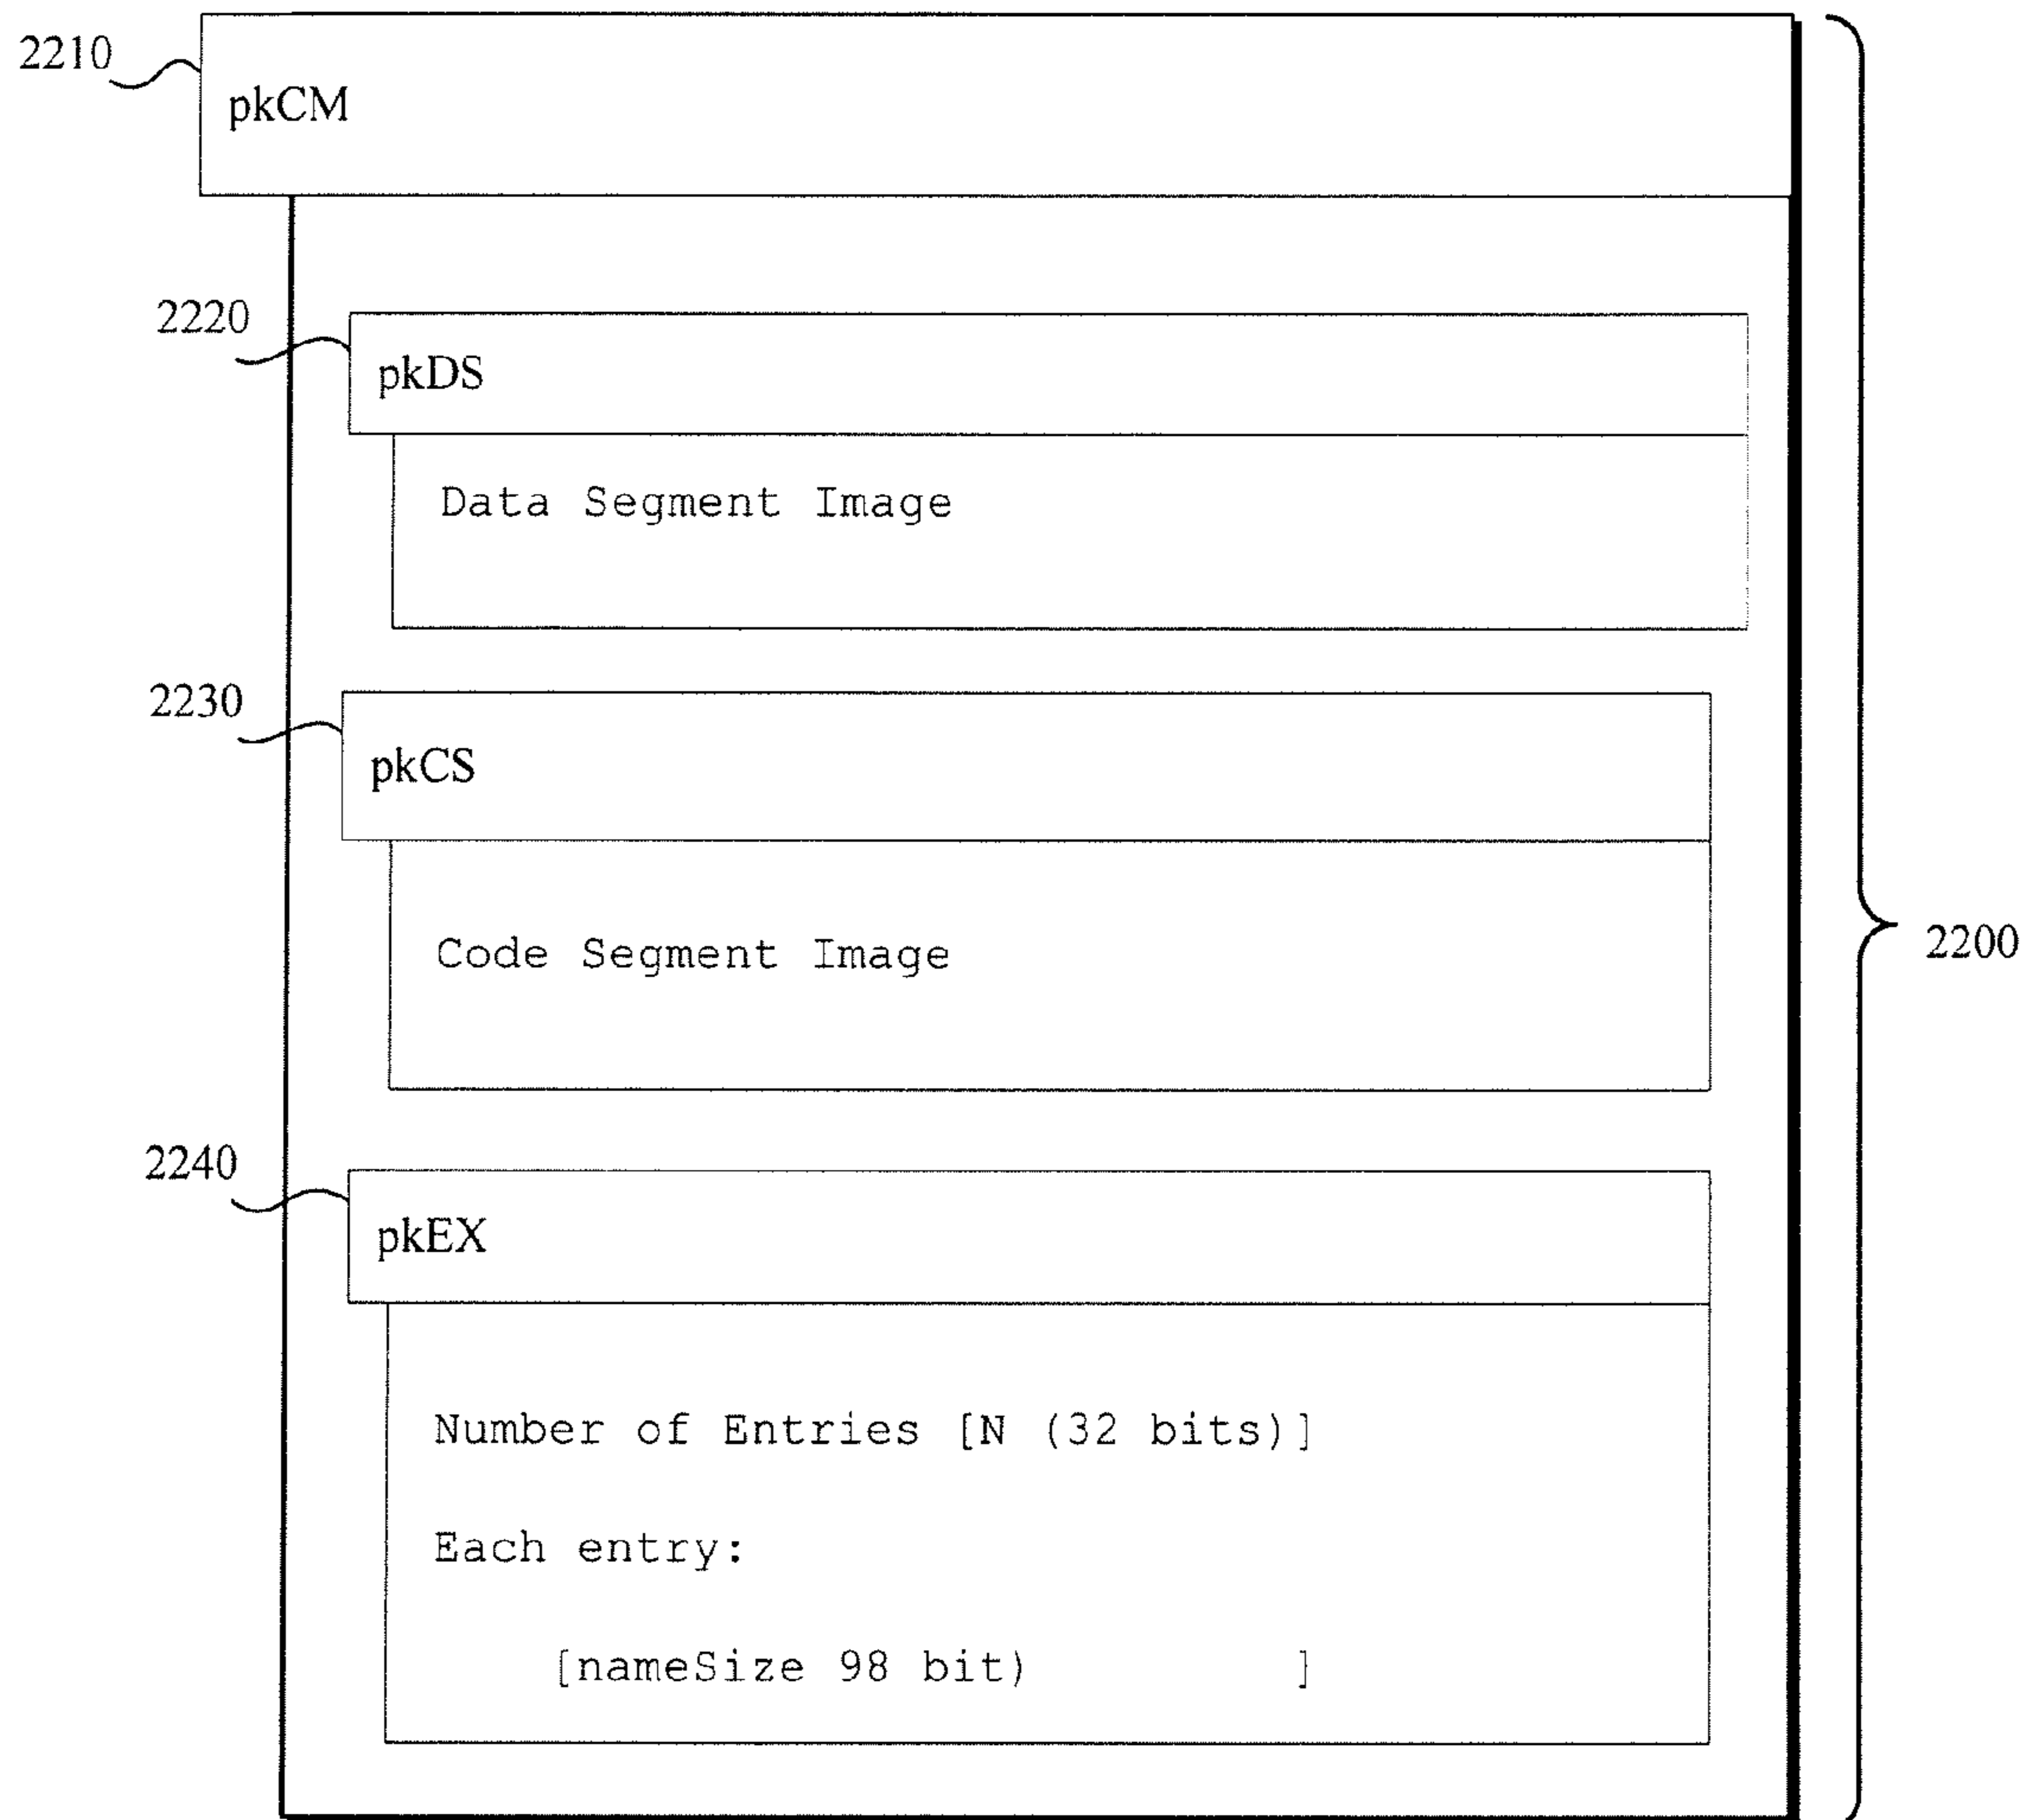 2210
pkCM
2220
pkDS
Data Segment Image
2230
pkCS
Code Segment Image
2200
2240
pkEX
Number of Entries [N (32 bits)]
Each entry:
[nameSize 98 bit) ]